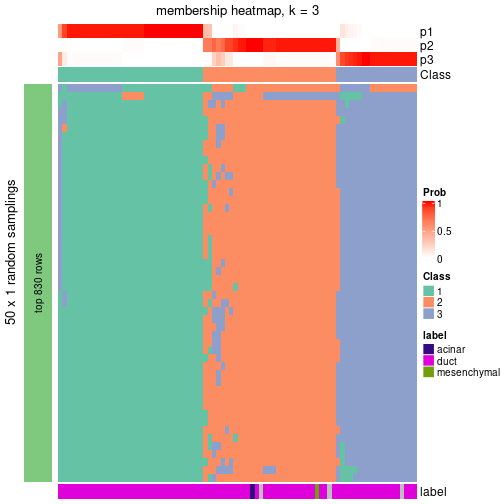 membership heatmap, k = 3
p1
p2
p3
Class
50 x 1 random samplings
top 830 rows
Prob
1
0.5
0
Class
1
2
3
label
acinar
duct
mesenchymal
label